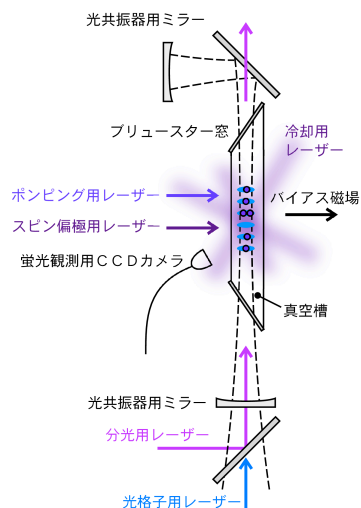 光共振器用ミラー
ブリュースター窓
冷却用
レーザー
ポンピング用レーザー
バイアス磁場
スピン偏極用レーザー
蛍光観測用ＣＣＤカメラ
真空槽
光共振器用ミラー
分光用レーザー
光格子用レーザー